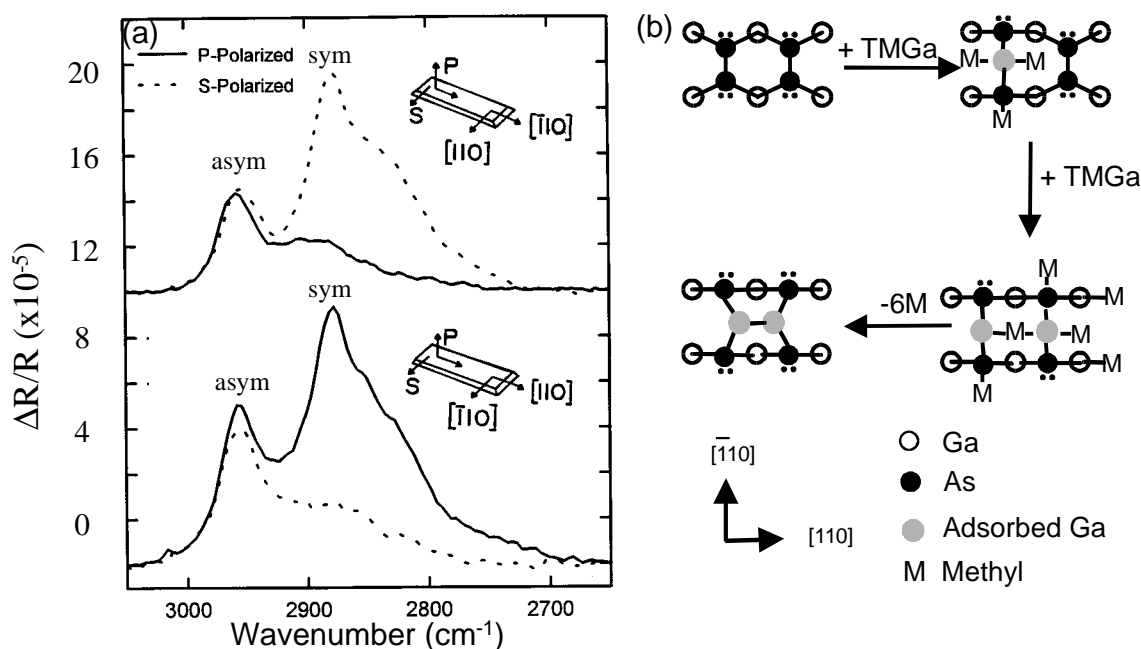 (a)
P-Polarized
S-Polarized
sym
asym
P
S
[1̄10]
[110]
20
16
12
8
4
0
ΔR/R (x10⁻⁵)
sym
asym
P
S
[1̄10]
[110]
3000 2900 2800 2700
Wavenumber (cm⁻¹)
(b)
+ TMGa
M M
M
+ TMGa
M
M
M M
M
M
-6M
[1̄10]
[110]
Ga
As
Adsorbed Ga
M Methyl